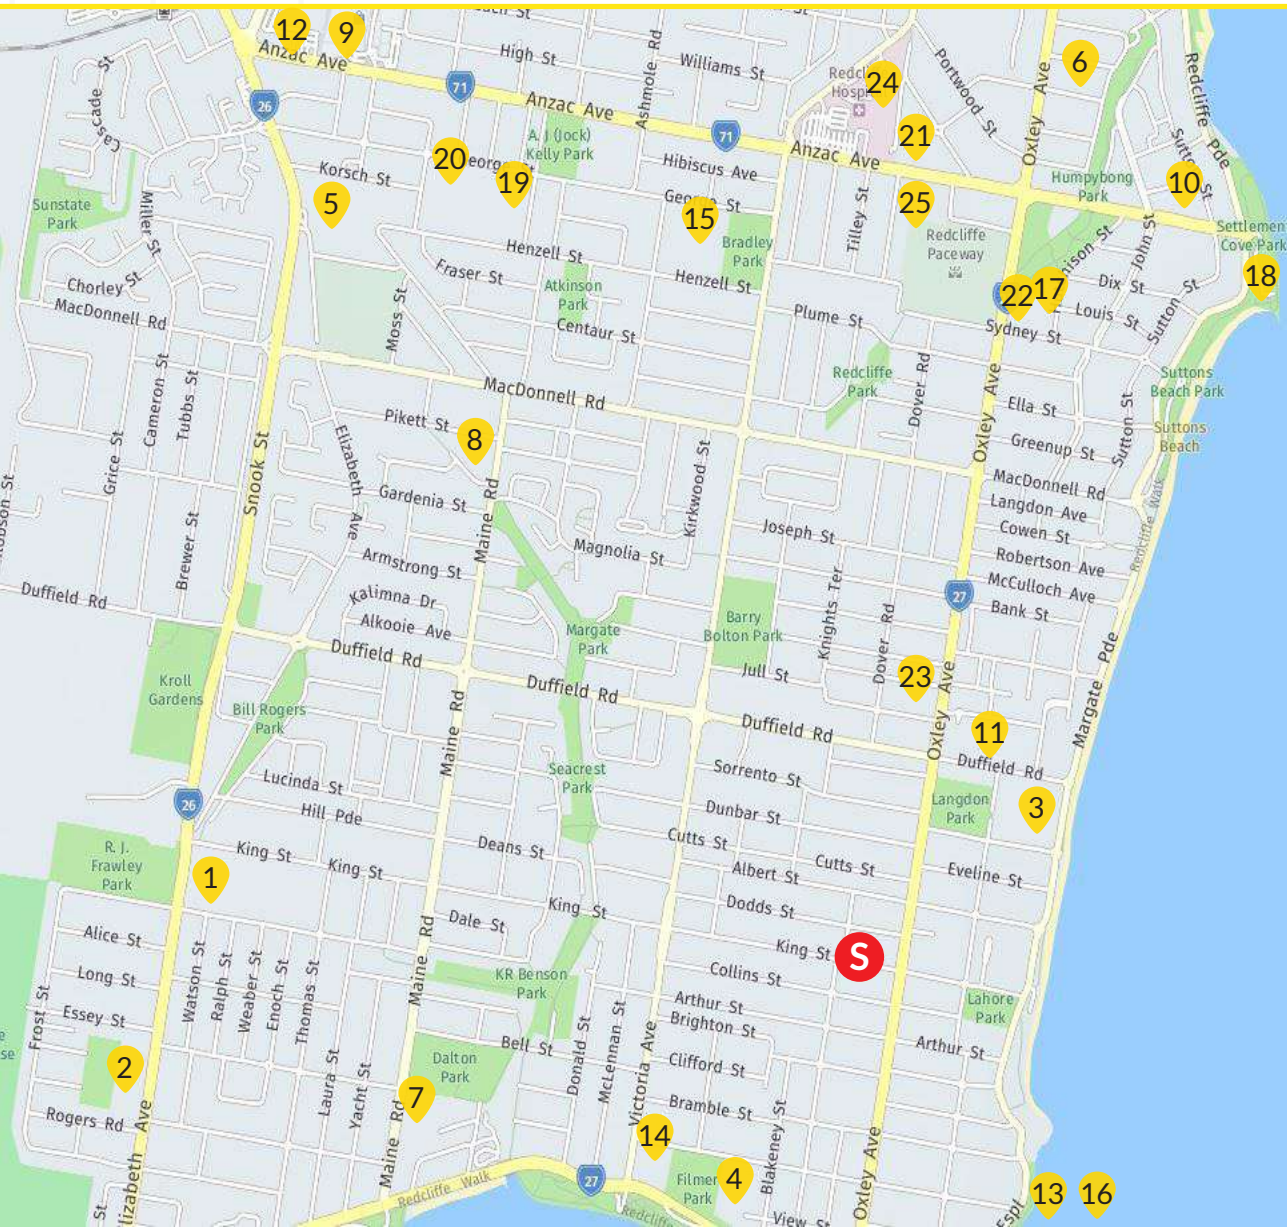 12
9
Anzac Ave
High St
Ashmole Rd
Williams St
24
Portwood St
6
Redcliffe Pde
Oxley Ave
Cascade St
26
71
Anzac Ave
71
Anzac Ave
21
A. J (Jock)
Kelly Park
20
19
Korsch St
5
Hibiscus Ave
15
Tilley St
25
Humpybong
Park
10
Sunstate
Park
Miller St
Bradley
Park
Redcliffe
Paceway
John St
Cove Park
18
Henzell St
Fraser St
Atkinson
Park
Henzell St
22
17
Dix St
Louis St
Sutton St
Chorley St
MacDonnell Rd
Moss St
Centaur St
Plume St
Sydney St
Cameron St
Tubbs St
MacDonnell Rd
Redcliffe
Park
Dover Rd
Oxley Ave
Suttons
Beach Park
Ella St
Greenup St
Sutton St
Suttons
Beach
Grice St
Snook St
Pikett St
8
Elizabeth Ave
Gardenia St
Maine Rd
Kirkwood St
MacDonnell Rd
Langdon Ave
Cowen St
Redcliffe Walk
Joseph St
Brewer St
Armstrong St
Magnolia St
Robertson Ave
McCulloch Ave
Bank St
27
Duffield Rd
Kalimna Dr
Alkooie Ave
Margate
Park
Barry
Bolton Park
Knights Ter
Dover Rd
Margate Pde
Duffield Rd
Kroll
Gardens
Bill Rogers
Park
Duffield Rd
Jull St
23
Oxley Ave
11
Maine Rd
Duffield Rd
Duffield Rd
Lucinda St
Hill Pde
Seacrest
Park
Sorrento St
Dunbar St
Langdon
Park
3
26
R. J.
Frawley
Park
King St
King St
1
Deans St
Cutts St
Cutts St
Albert St
Eveline St
Dodds St
King St
Dale St
Alice St
Long St
Essey St
Frost St
Watson St
Ralph St
Weaber St
Enoch St
Thomas St
Maine Rd
KR Benson
Park
King St
S
Collins St
Arthur St
Brighton St
Lahore
Park
Arthur St
2
Laura St
Yacht St
Dalton
Park
Bell St
Donald St
McLennan St
Victoria Ave
Clifford St
Bramble St
Rogers Rd
7
Maine Rd
14
4
Blakeney St
Oxley Ave
Redcliffe Walk
27
Park
View St
13
16